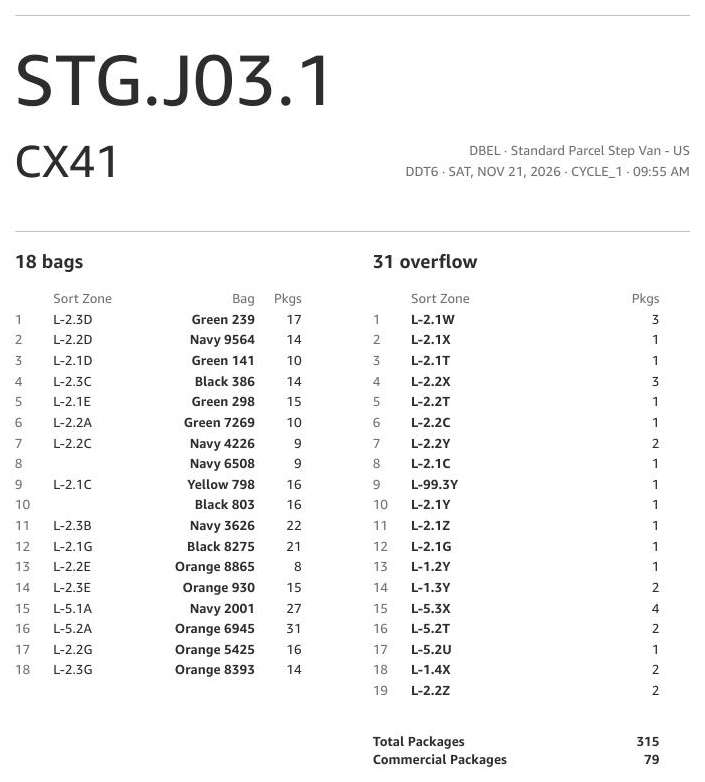 STG.J03.1
CX41
DBEL · Standard Parcel Step Van - US
DDT6 · SAT, NOV 21, 2026 · CYCLE_1 · 09:55 AM
18 bags
Sort Zone Bag Pkgs
1 L-2.3D Green 239 17
2 L-2.2D Navy 9564 14
3 L-2.1D Green 141 10
4 L-2.3C Black 386 14
5 L-2.1E Green 298 15
6 L-2.2A Green 7269 10
7 L-2.2C Navy 4226 9
8 Navy 6508 9
9 L-2.1C Yellow 798 16
10 Black 803 16
11 L-2.3B Navy 3626 22
12 L-2.1G Black 8275 21
13 L-2.2E Orange 8865 8
14 L-2.3E Orange 930 15
15 L-5.1A Navy 2001 27
16 L-5.2A Orange 6945 31
17 L-2.2G Orange 5425 16
18 L-2.3G Orange 8393 14
31 overflow
Sort Zone Pkgs
1 L-2.1W 3
2 L-2.1X 1
3 L-2.1T 1
4 L-2.2X 3
5 L-2.2T 1
6 L-2.2C 1
7 L-2.2Y 2
8 L-2.1C 1
9 L-99.3Y 1
10 L-2.1Y 1
11 L-2.1Z 1
12 L-2.1G 1
13 L-1.2Y 1
14 L-1.3Y 2
15 L-5.3X 4
16 L-5.2T 2
17 L-5.2U 1
18 L-1.4X 2
19 L-2.2Z 2
Total Packages 315
Commercial Packages 79